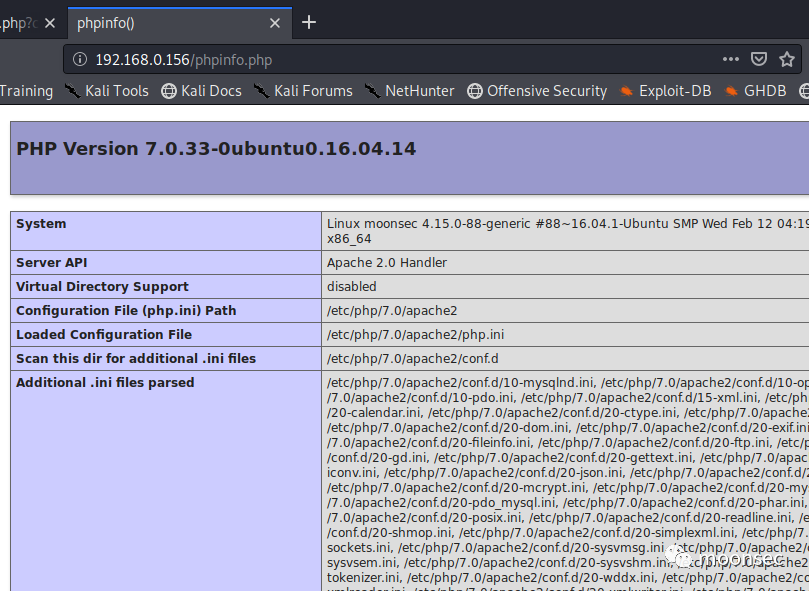 .php?c
phpinfo()
192.168.0.156/phpinfo.php
Training Kali Tools Kali Docs Kali Forums NetHunter Offensive Security Exploit-DB GHDB
PHP Version 7.0.33-0ubuntu0.16.04.14
System
Linux moonsec 4.15.0-88-generic #88~16.04.1-Ubuntu SMP Wed Feb 12 04:19
x86_64
Server API
Apache 2.0 Handler
Virtual Directory Support
disabled
Configuration File (php.ini) Path
/etc/php/7.0/apache2
Loaded Configuration File
/etc/php/7.0/apache2/php.ini
Scan this dir for additional .ini files
/etc/php/7.0/apache2/conf.d
Additional .ini files parsed
/etc/php/7.0/apache2/conf.d/10-mysqlnd.ini, /etc/php/7.0/apache2/conf.d/10-op
/7.0/apache2/conf.d/10-pdo.ini, /etc/php/7.0/apache2/conf.d/15-xml.ini, /etc/ph
/20-calendar.ini, /etc/php/7.0/apache2/conf.d/20-ctype.ini, /etc/php/7.0/apache2
/etc/php/7.0/apache2/conf.d/20-dom.ini, /etc/php/7.0/apache2/conf.d/20-exif.ini
/7.0/apache2/conf.d/20-fileinfo.ini, /etc/php/7.0/apache2/conf.d/20-ftp.ini, /etc/p
/conf.d/20-gd.ini, /etc/php/7.0/apache2/conf.d/20-gettext.ini, /etc/php/7.0/apac
iconv.ini, /etc/php/7.0/apache2/conf.d/20-json.ini, /etc/php/7.0/apache2/conf.d/2
/etc/php/7.0/apache2/conf.d/20-mcrypt.ini, /etc/php/7.0/apache2/conf.d/20-my
/7.0/apache2/conf.d/20-pdo_mysql.ini, /etc/php/7.0/apache2/conf.d/20-phar.ini,
/7.0/apache2/conf.d/20-posix.ini, /etc/php/7.0/apache2/conf.d/20-readline.ini, /e
/conf.d/20-shmop.ini, /etc/php/7.0/apache2/conf.d/20-simplexml.ini, /etc/php/7.
sockets.ini, /etc/php/7.0/apache2/conf.d/20-sysvmsg.ini, /etc/php/7.0/apache2/c
sysvsem.ini, /etc/php/7.0/apache2/conf.d/20-sysvshm.ini, /etc/php/7.0/apache2
tokenizer.ini, /etc/php/7.0/apache2/conf.d/20-wddx.ini, /etc/php/7.0/apache2/co
moonsec